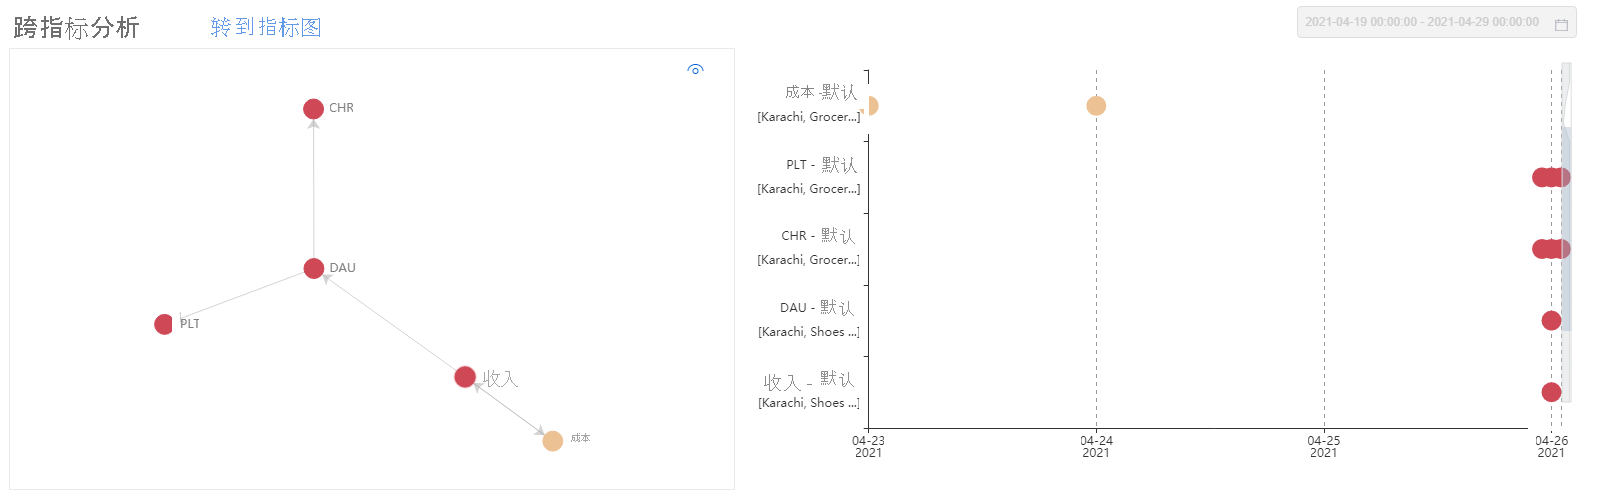 跨指标分析
转到指标图
2021-04-19 00:00:00 - 2021-04-29 00:00:00
CHR
DAU
PLT
收入
成本
成本 -默认
[Karachi, Grocer...]
PLT - 默认
[Karachi, Grocer...]
CHR - 默认
[Karachi, Grocer...]
DAU - 默认
[Karachi, Shoes ...]
收入 - 默认
[Karachi, Shoes ...]
04-23
2021
04-24
2021
04-25
2021
04-26
2021